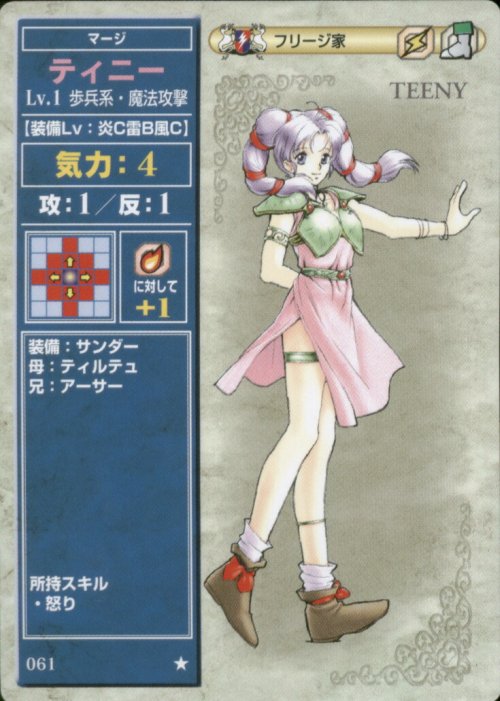 マージ
ティニー
Lv.1 歩兵系・魔法攻撃
【装備Lv：炎C雷B風C】
気力：4
攻：1／反：1
に対して
+1
装備：サンダー
母：ティルテュ
兄：アーサー
所持スキル
・怒り
061 ★
フリージ家
TEENY